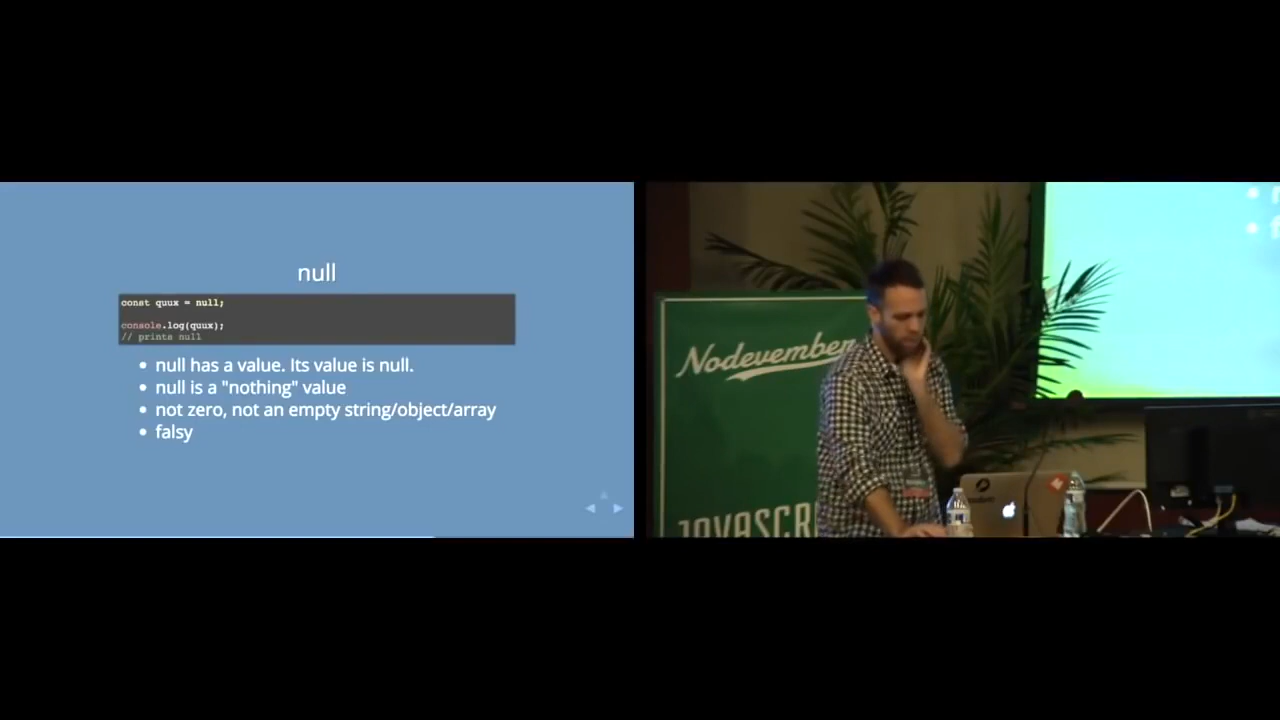 null
const quux = null;
console.log(quux);
// prints null
null has a value. Its value is null.
null is a "nothing" value
not zero, not an empty string/object/array
falsy
Nodevember